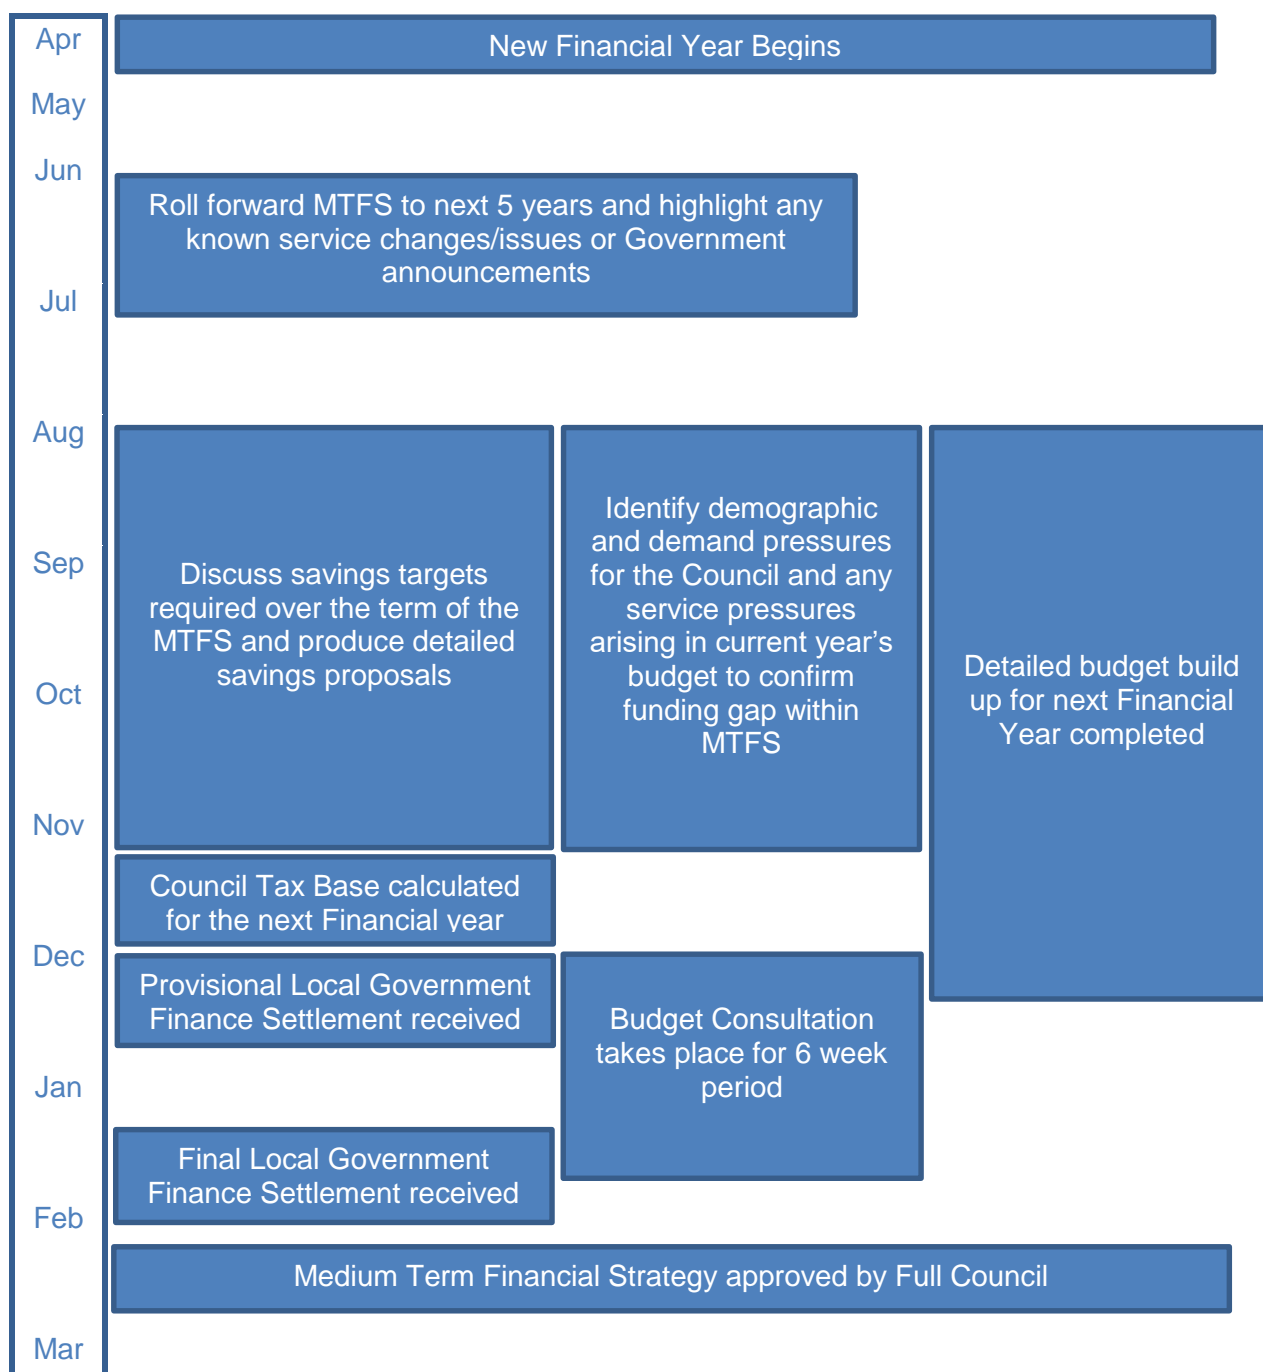 Apr
New Financial Year Begins
May
Jun
Roll forward MTFS to next 5 years and highlight any
known service changes/issues or Government
announcements
Jul
Aug
Sep
Discuss savings targets
required over the term of the
MTFS and produce detailed
savings proposals
Identify demographic
and demand pressures
for the Council and any
service pressures
arising in current year’s
budget to confirm
funding gap within
MTFS
Detailed budget build
up for next Financial
Year completed
Oct
Nov
Council Tax Base calculated
for the next Financial year
Dec
Provisional Local Government
Finance Settlement received
Budget Consultation
takes place for 6 week
period
Jan
Final Local Government
Finance Settlement received
Feb
Medium Term Financial Strategy approved by Full Council
Mar